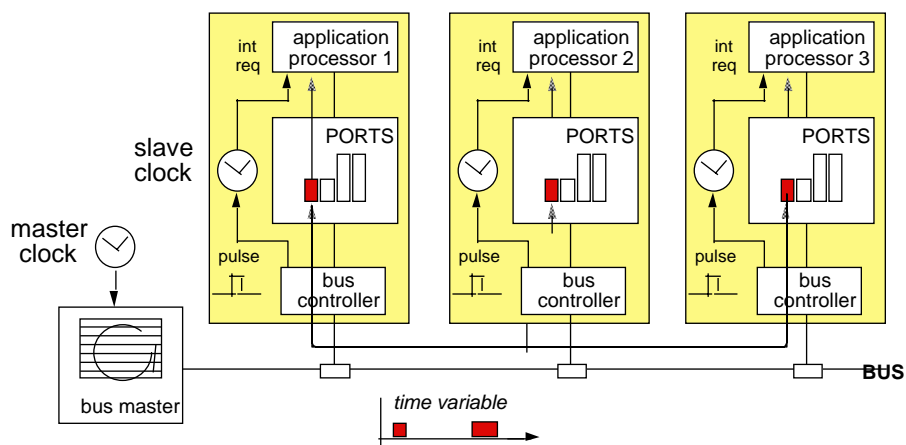 application
processor 1
int
req
PORTS
pulse
bus
controller
application
processor 2
int
req
PORTS
pulse
bus
controller
application
processor 3
int
req
PORTS
pulse
bus
controller
slave
clock
master
clock
bus master
BUS
time variable